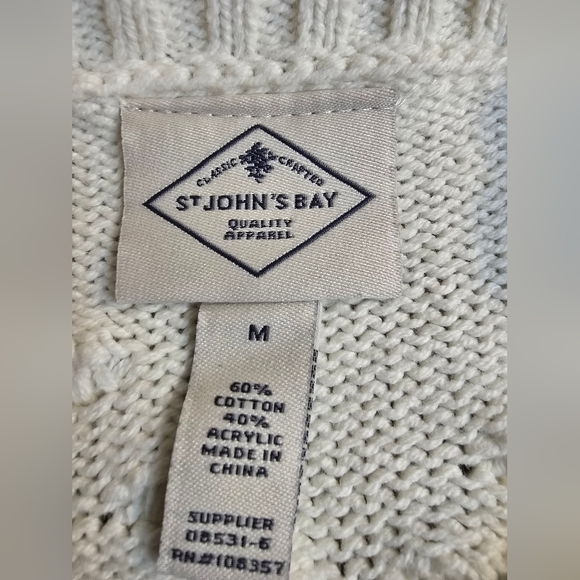 CLASSIC CRAFTED
ST JOHN'S BAY
QUALITY
APPAREL
M
60%
COTTON
40%
ACRYLIC
MADE IN
CHINA
SUPPLIER
08531-6
RN#108357